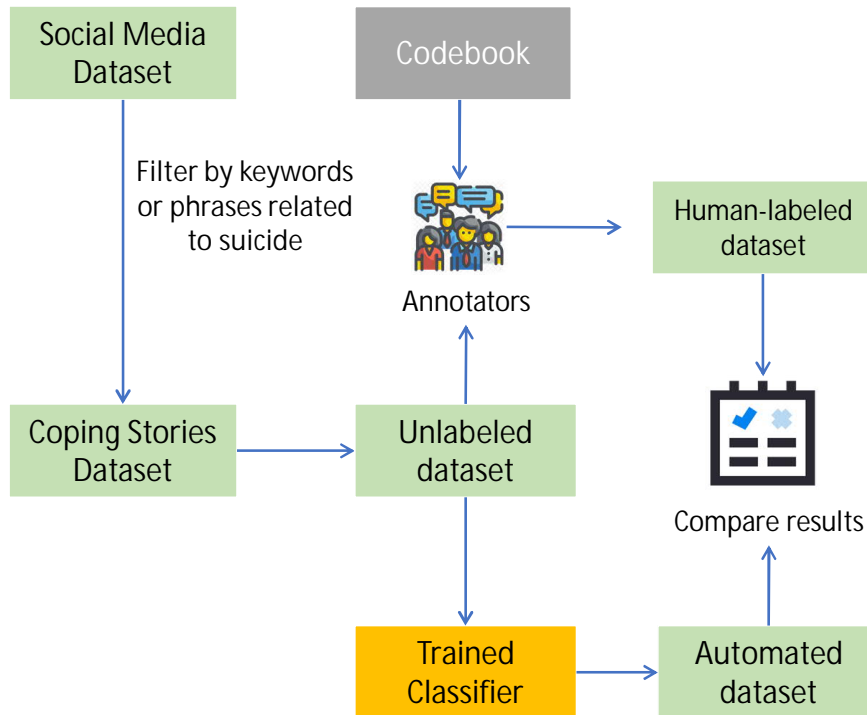 Social Media
Dataset
Codebook
Filter by keywords
or phrases related
to suicide
Human-labeled
dataset
Annotators
Coping Stories
Dataset
Unlabeled
dataset
Compare results
Trained
Classifier
Automated
dataset